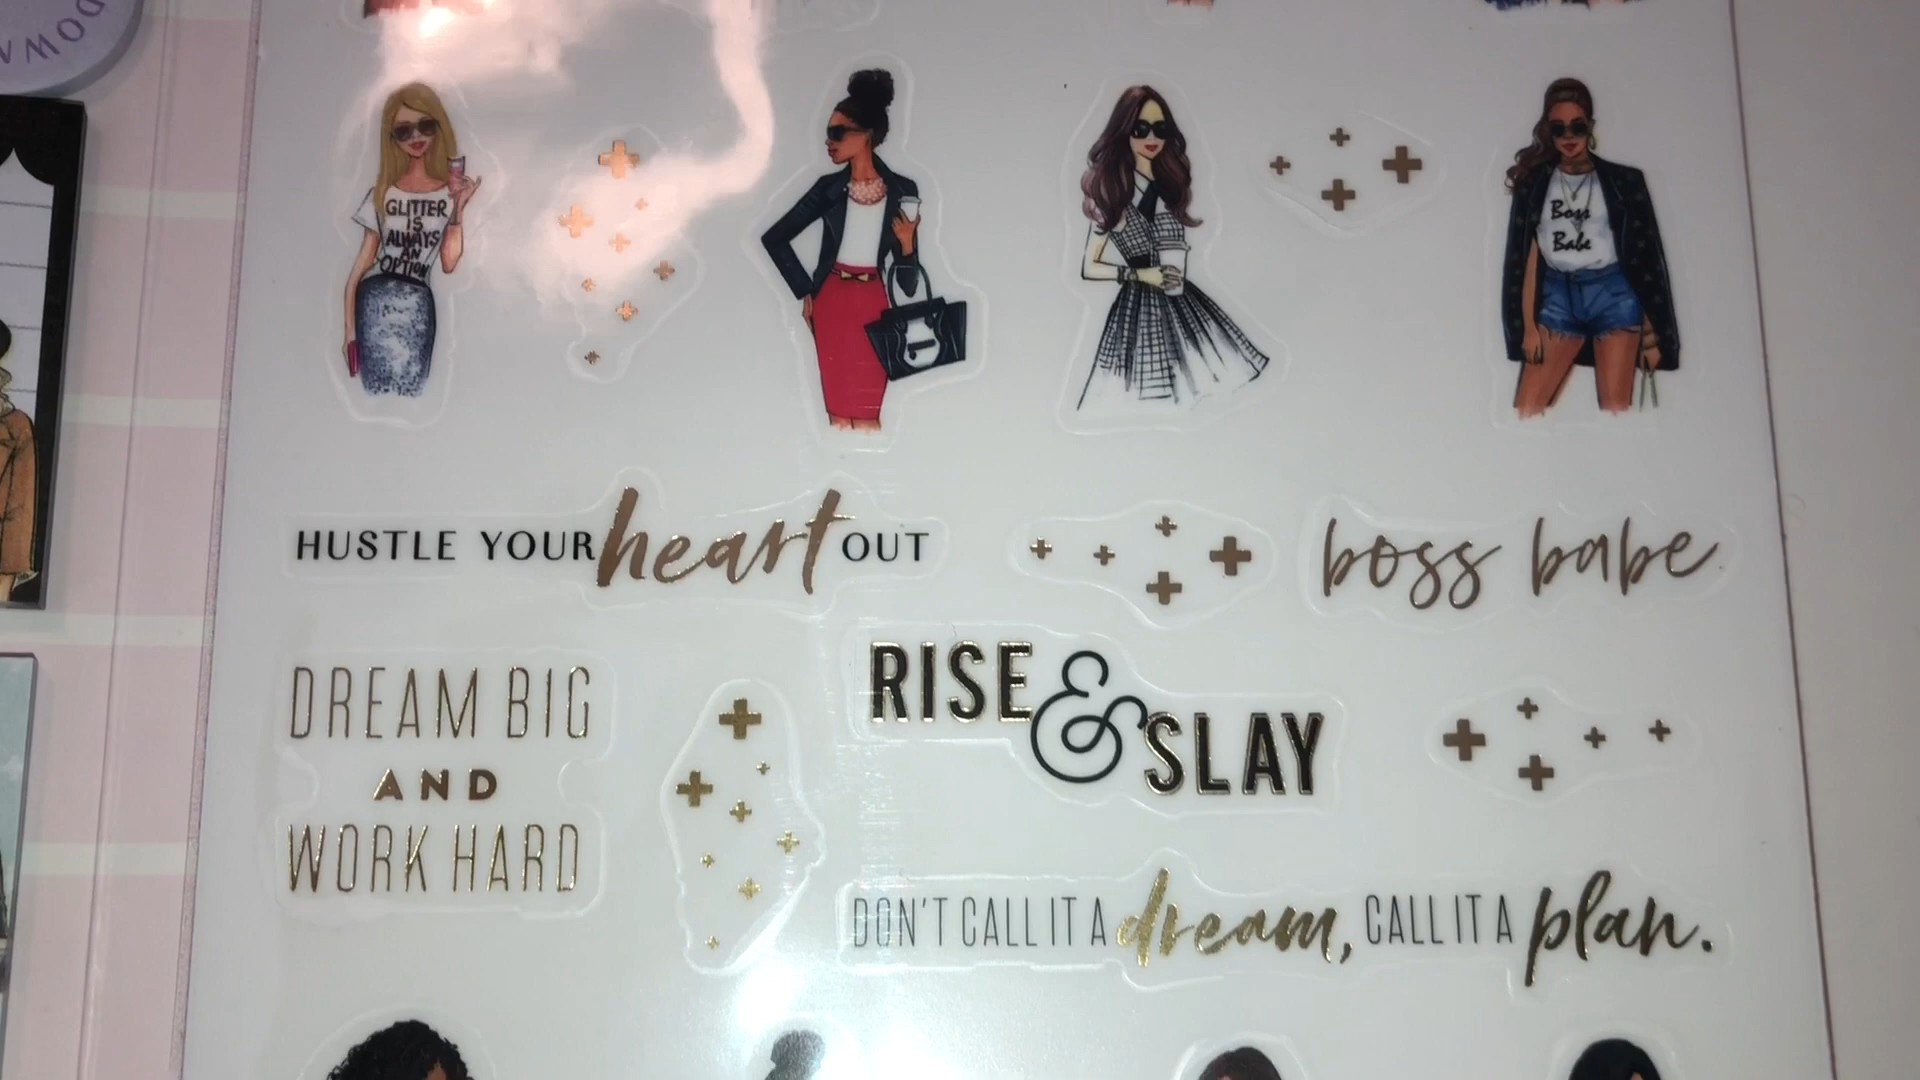 GLITTER
IS
ALWAYS
AN
OPTION
Boss
Babe
HUSTLE YOUR heart OUT
boss babe
DREAM BIG
AND
WORK HARD
RISE
&
SLAY
DON'T CALL IT A dream, CALL IT A plan.